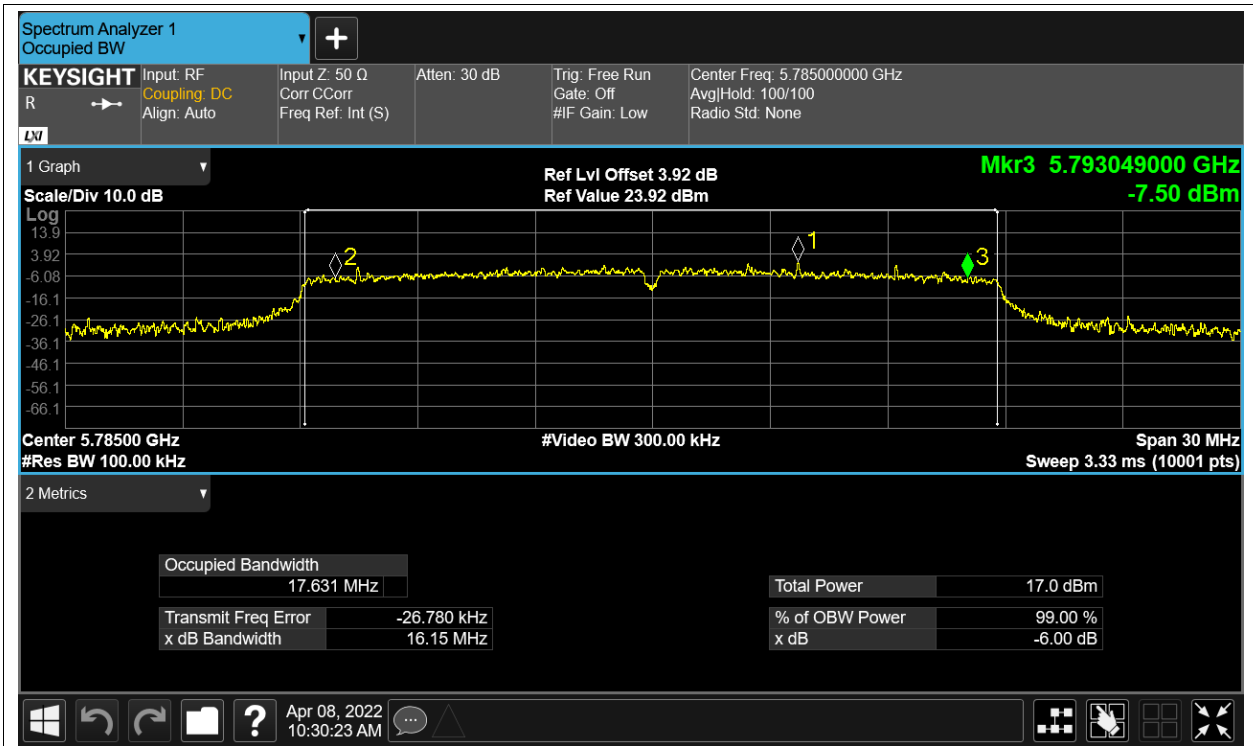 Spectrum Analyzer 1
Occupied BW
KEYSIGHT
R
LXI
Input: RF
Coupling: DC
Align: Auto
Input Z: 50 Ω
Corr CCorr
Freq Ref: Int (S)
Atten: 30 dB
Trig: Free Run
Gate: Off
#IF Gain: Low
Center Freq: 5.785000000 GHz
Avg|Hold: 100/100
Radio Std: None
1 Graph
Scale/Div 10.0 dB
Ref Lvl Offset 3.92 dB
Ref Value 23.92 dBm
Mkr3 5.793049000 GHz
-7.50 dBm
Log
13.9
3.92
-6.08
-16.1
-26.1
-36.1
-46.1
-56.1
-66.1
2
1
3
Center 5.78500 GHz
#Res BW 100.00 kHz
#Video BW 300.00 kHz
Span 30 MHz
Sweep 3.33 ms (10001 pts)
2 Metrics
Occupied Bandwidth
17.631 MHz
Transmit Freq Error -26.780 kHz
x dB Bandwidth 16.15 MHz
Total Power 17.0 dBm
% of OBW Power 99.00 %
x dB -6.00 dB
?
Apr 08, 2022
10:30:23 AM